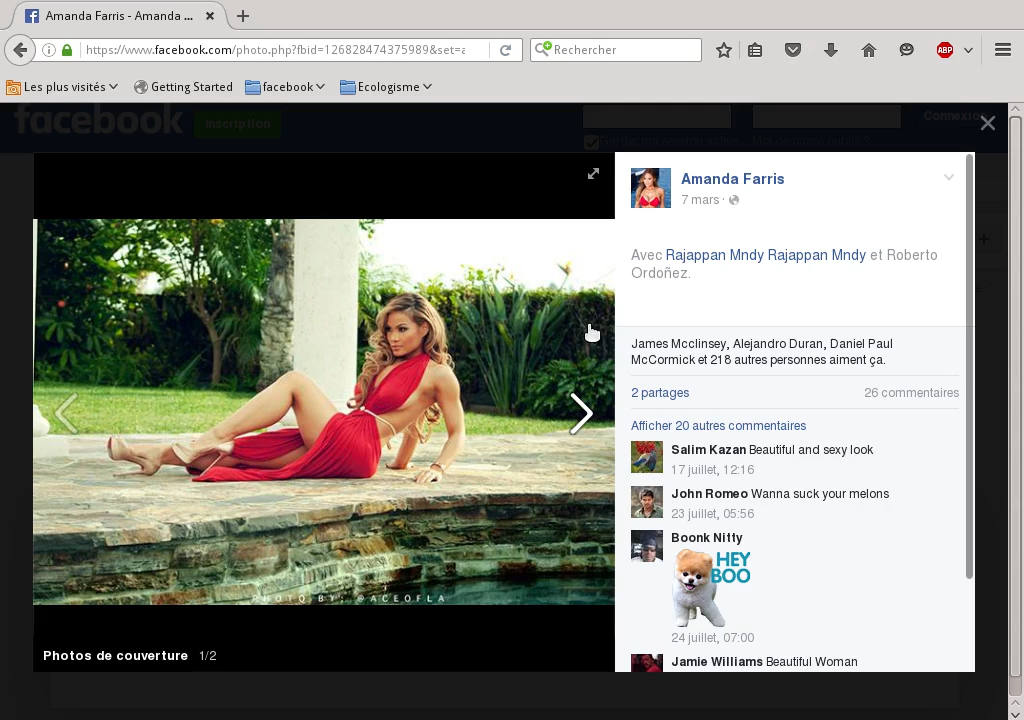 Amanda Farris - Amanda ...
https://www.facebook.com/photo.php?fbid=126828474375989&set=a
Rechercher
ABP
Les plus visités
Getting Started
facebook
Ecologisme
facebook
Inscription
Connexio
Amanda Farris
7 mars ·
Avec Rajappan Mndy Rajappan Mndy et Roberto
Ordoñez.
James Mcclinsey, Alejandro Duran, Daniel Paul
McCormick et 218 autres personnes aiment ça.
2 partages
26 commentaires
Afficher 20 autres commentaires
Salim Kazan Beautiful and sexy look
17 juillet, 12:16
John Romeo Wanna suck your melons
23 juillet, 05:56
Boonk Nitty
HEY
BOO
24 juillet, 07:00
Jamie Williams Beautiful Woman
PHOTO BY: @ACEOFLA
Photos de couverture 1/2